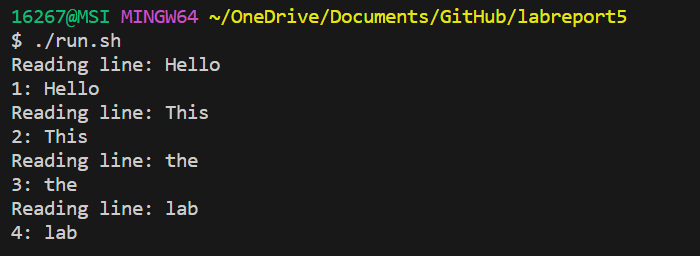 16267@MSI MINGW64 ~/OneDrive/Documents/GitHub/labreport5
$ ./run.sh
Reading line: Hello
1: Hello
Reading line: This
2: This
Reading line: the
3: the
Reading line: lab
4: lab